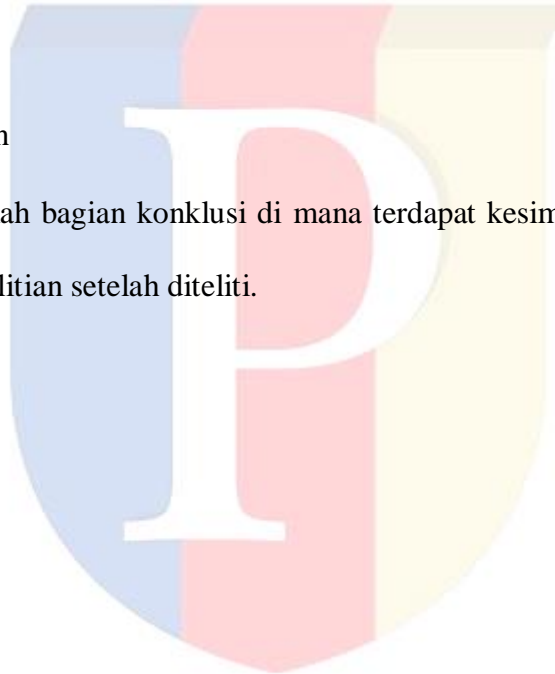 n
ah bagian konklusi di mana terdapat kesim
litian setelah diteliti.
P